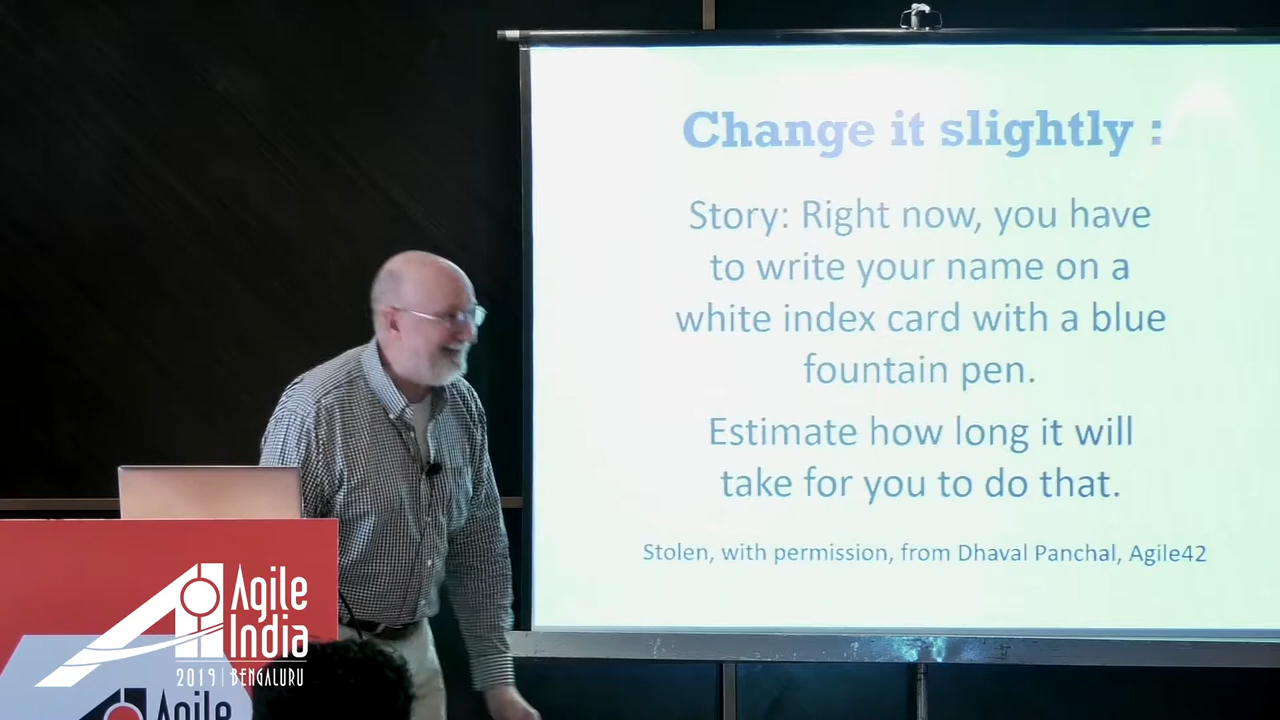 Change it slightly :
Story: Right now, you have
to write your name on a
white index card with a blue
fountain pen.
Estimate how long it will
take for you to do that.
Stolen, with permission, from Dhaval Panchal, Agile42
Agile
India
2019 | BENGALURU
Agile